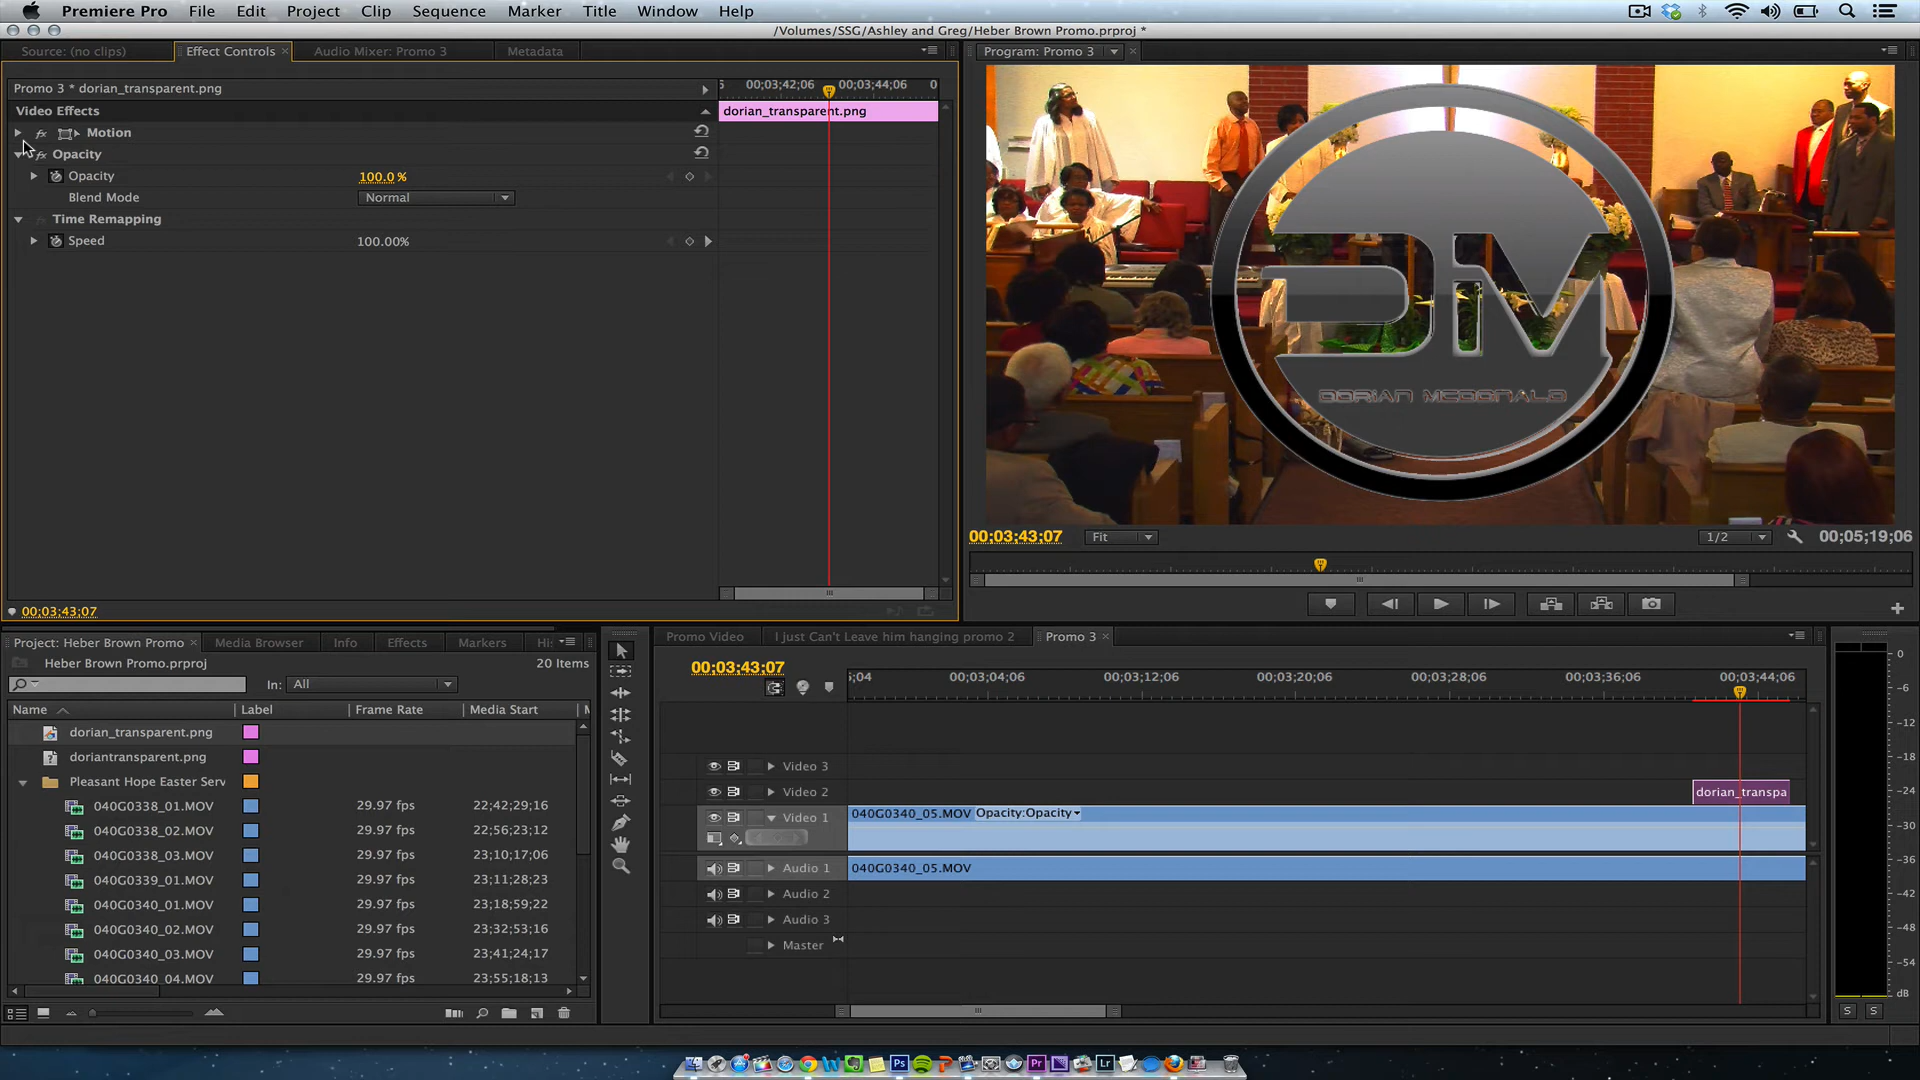 Premiere Pro File Edit Project Clip Sequence Marker Title Window Help
/Volumes/SSG/Ashley and Greg/Heber Brown Promo.prproj *
Source: (no clips) Effect Controls Audio Mixer: Promo 3 Metadata
Program: Promo 3
Promo 3 * dorian_transparent.png
00;03;42;06 00;03;44;06 0
Video Effects
dorian_transparent.png
fx Motion
fx Opacity
Opacity 100.0 %
Blend Mode Normal
Time Remapping
Speed 100.00%
DM
DORIAN MCDONALD
00;03;43;07 Fit 1/2 00;05;19;06
00;03;43;07
Project: Heber Brown Promo Media Browser Info Effects Markers Hi:
Heber Brown Promo.prproj 20 Items
In: All
Name Label Frame Rate Media Start M
dorian_transparent.png
doriantransparent.png
Pleasant Hope Easter Serv
040G0338_01.MOV 29.97 fps 22;42;29;16
040G0338_02.MOV 29.97 fps 22;56;23;12
040G0338_03.MOV 29.97 fps 23;10;17;06
040G0339_01.MOV 29.97 fps 23;11;28;23
040G0340_01.MOV 29.97 fps 23;18;59;22
040G0340_02.MOV 29.97 fps 23;32;53;16
040G0340_03.MOV 29.97 fps 23;41;24;17
040G0340_04.MOV 29.97 fps 23;55;18;13
Promo Video I just Can't Leave him hanging promo 2 Promo 3
00;03;43;07
;04 00;03;04;06 00;03;12;06 00;03;20;06 00;03;28;06 00;03;36;06 00;03;44;06
Video 3
Video 2 dorian_transpa
Video 1 040G0340_05.MOV Opacity:Opacity
Audio 1 040G0340_05.MOV
Audio 2
Audio 3
Master
0
-6
-12
-18
-24
-30
-36
-42
-48
-54
dB
S S
Ps Pr Lr